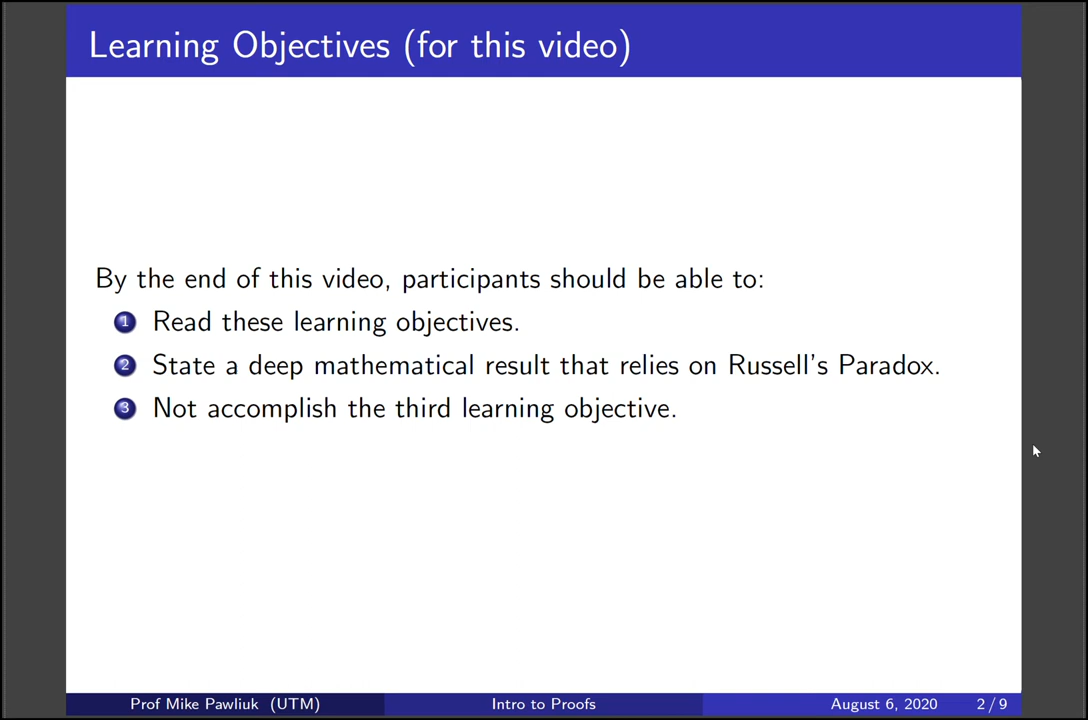 Learning Objectives (for this video)
By the end of this video, participants should be able to:
1 Read these learning objectives.
2 State a deep mathematical result that relies on Russell's Paradox.
3 Not accomplish the third learning objective.
Prof Mike Pawliuk (UTM) Intro to Proofs August 6, 2020 2 / 9